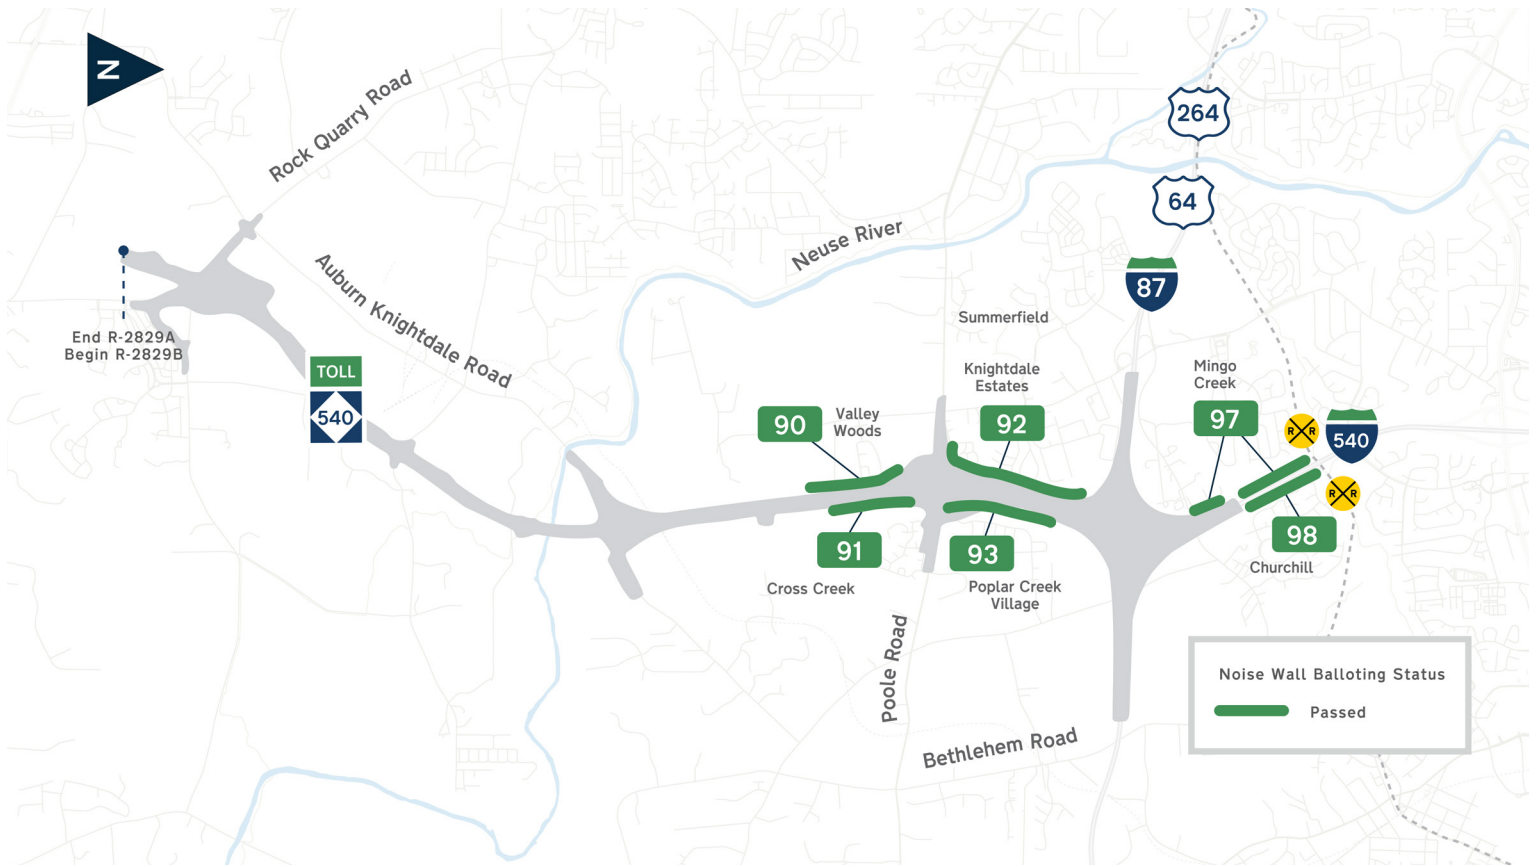 N
Rock Quarry Road
264
64
Neuse River
87
Auburn Knightdale Road
End R-2829A
Begin R-2829B
TOLL
540
Summerfield
Knightdale
Estates
92
Mingo
Creek
97
90
Valley
Woods
R R
540
R R
91
Cross Creek
93
Poplar Creek
Village
98
Churchill
Poole Road
Bethlehem Road
Noise Wall Balloting Status
Passed